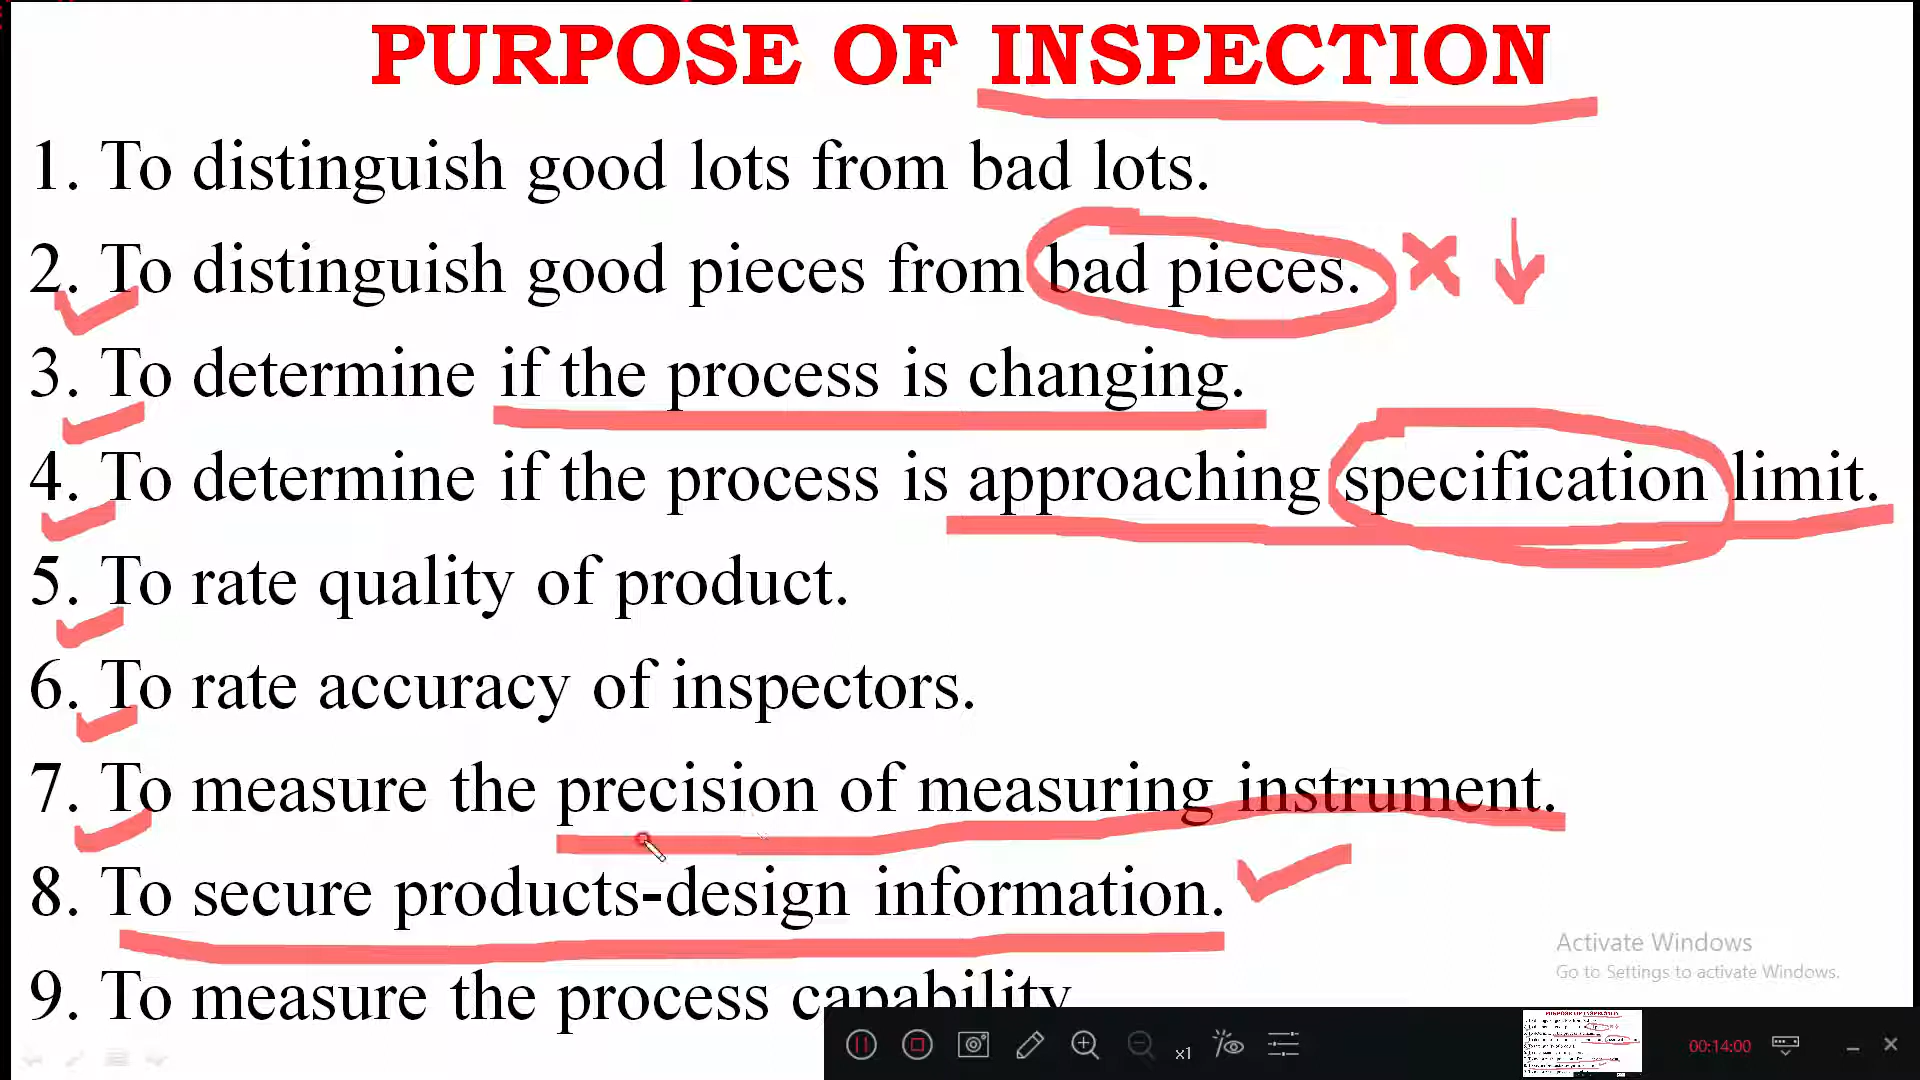 PURPOSE OF INSPECTION
1. To distinguish good lots from bad lots.
2. To distinguish good pieces from bad pieces.
3. To determine if the process is changing.
4. To determine if the process is approaching specification limit.
5. To rate quality of product.
6. To rate accuracy of inspectors.
7. To measure the precision of measuring instrument.
8. To secure products-design information.
9. To measure the process capability
Activate Windows
Go to Settings to activate Windows.
x1
00:14:00